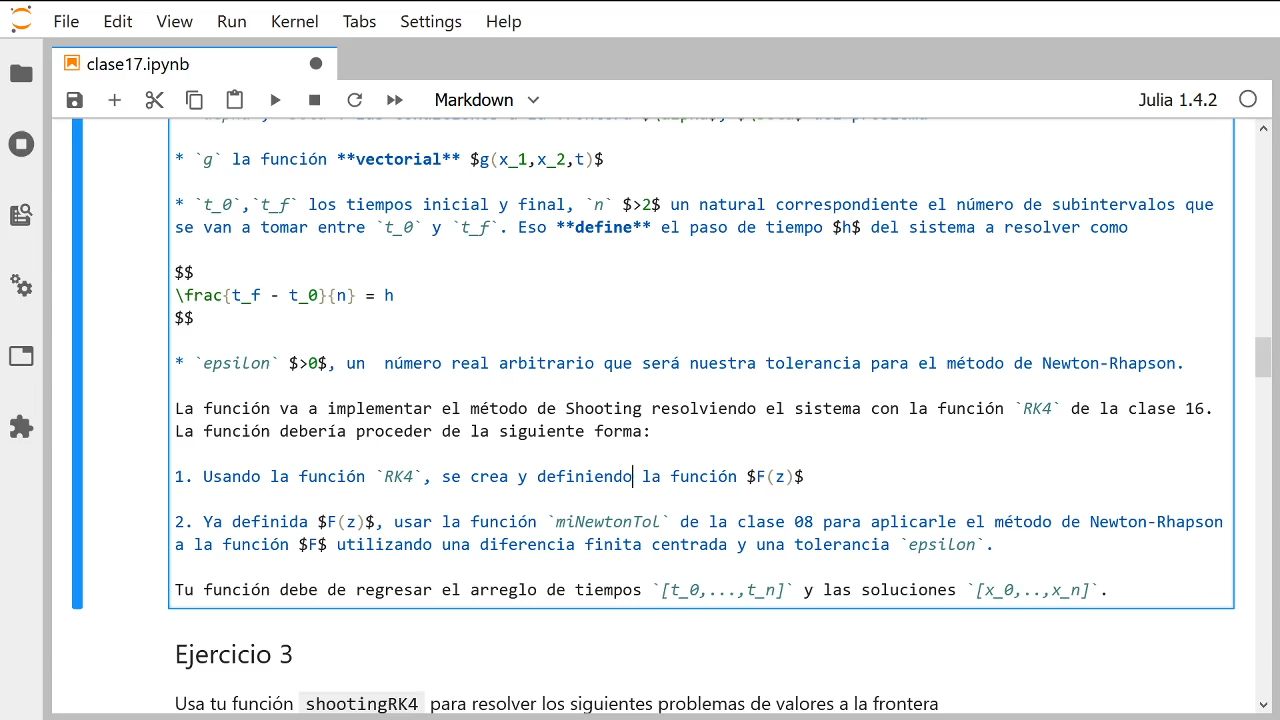 File Edit View Run Kernel Tabs Settings Help
clase17.ipynb
Markdown
Julia 1.4.2
* `g` la función **vectorial** $g(x_1,x_2,t)$
* `t_0`,`t_f` los tiempos inicial y final, `n` $>2$ un natural correspondiente el número de subintervalos que
se van a tomar entre `t_0` y `t_f`. Eso **define** el paso de tiempo $h$ del sistema a resolver como
$$
\frac{t_f - t_0}{n} = h
$$
* `epsilon` $>0$, un  número real arbitrario que será nuestra tolerancia para el método de Newton-Rhapson.
La función va a implementar el método de Shooting resolviendo el sistema con la función `RK4` de la clase 16.
La función debería proceder de la siguiente forma:
1. Usando la función `RK4`, se crea y definiendo la función $F(z)$
2. Ya definida $F(z)$, usar la función `miNewtonTol` de la clase 08 para aplicarle el método de Newton-Rhapson
a la función $F$ utilizando una diferencia finita centrada y una tolerancia `epsilon`.
Tu función debe de regresar el arreglo de tiempos `[t_0,...,t_n]` y las soluciones `[x_0,..,x_n]`.
Ejercicio 3
Usa tu función shootingRK4 para resolver los siguientes problemas de valores a la frontera